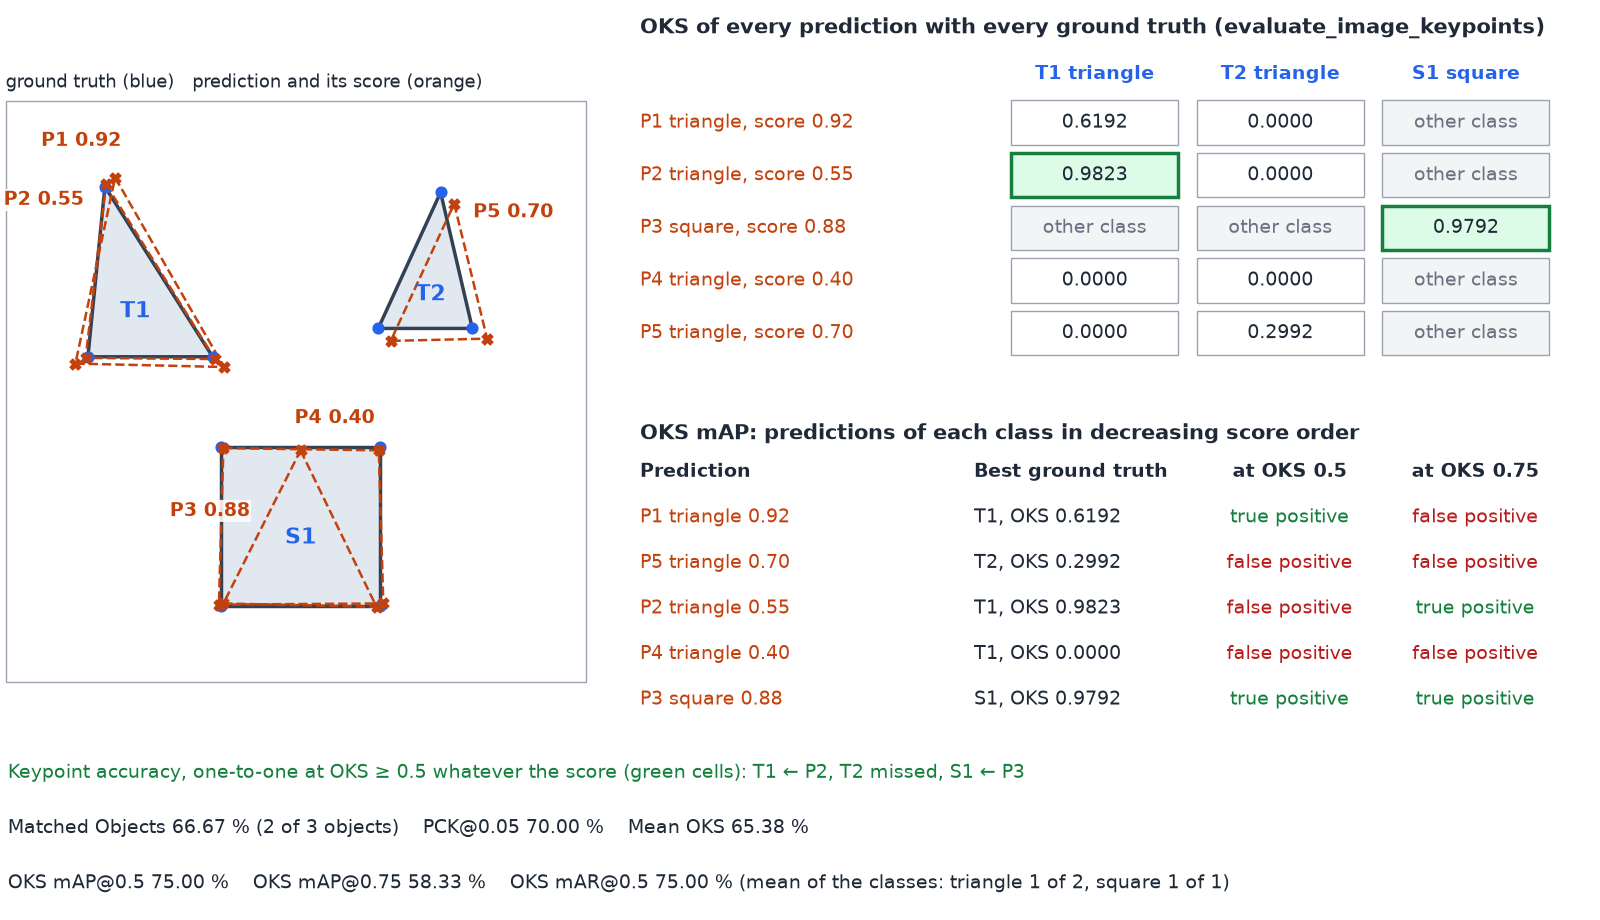 OKS of every prediction with every ground truth (evaluate_image_keypoints)
ground truth (blue) prediction and its score (orange)
T1 triangle T2 triangle S1 square
P1 triangle, score 0.92 0.6192 0.0000 other class
P2 triangle, score 0.55 0.9823 0.0000 other class
P3 square, score 0.88 other class other class 0.9792
P4 triangle, score 0.40 0.0000 0.0000 other class
P5 triangle, score 0.70 0.0000 0.2992 other class
P1 0.92
P2 0.55
P5 0.70
T1
T2
P4 0.40
P3 0.88
S1
OKS mAP: predictions of each class in decreasing score order
Prediction Best ground truth at OKS 0.5 at OKS 0.75
P1 triangle 0.92 T1, OKS 0.6192 true positive false positive
P5 triangle 0.70 T2, OKS 0.2992 false positive false positive
P2 triangle 0.55 T1, OKS 0.9823 false positive true positive
P4 triangle 0.40 T1, OKS 0.0000 false positive false positive
P3 square 0.88 S1, OKS 0.9792 true positive true positive
Keypoint accuracy, one-to-one at OKS ≥ 0.5 whatever the score (green cells): T1 ← P2, T2 missed, S1 ← P3
Matched Objects 66.67 % (2 of 3 objects) PCK@0.05 70.00 % Mean OKS 65.38 %
OKS mAP@0.5 75.00 % OKS mAP@0.75 58.33 % OKS mAR@0.5 75.00 % (mean of the classes: triangle 1 of 2, square 1 of 1)